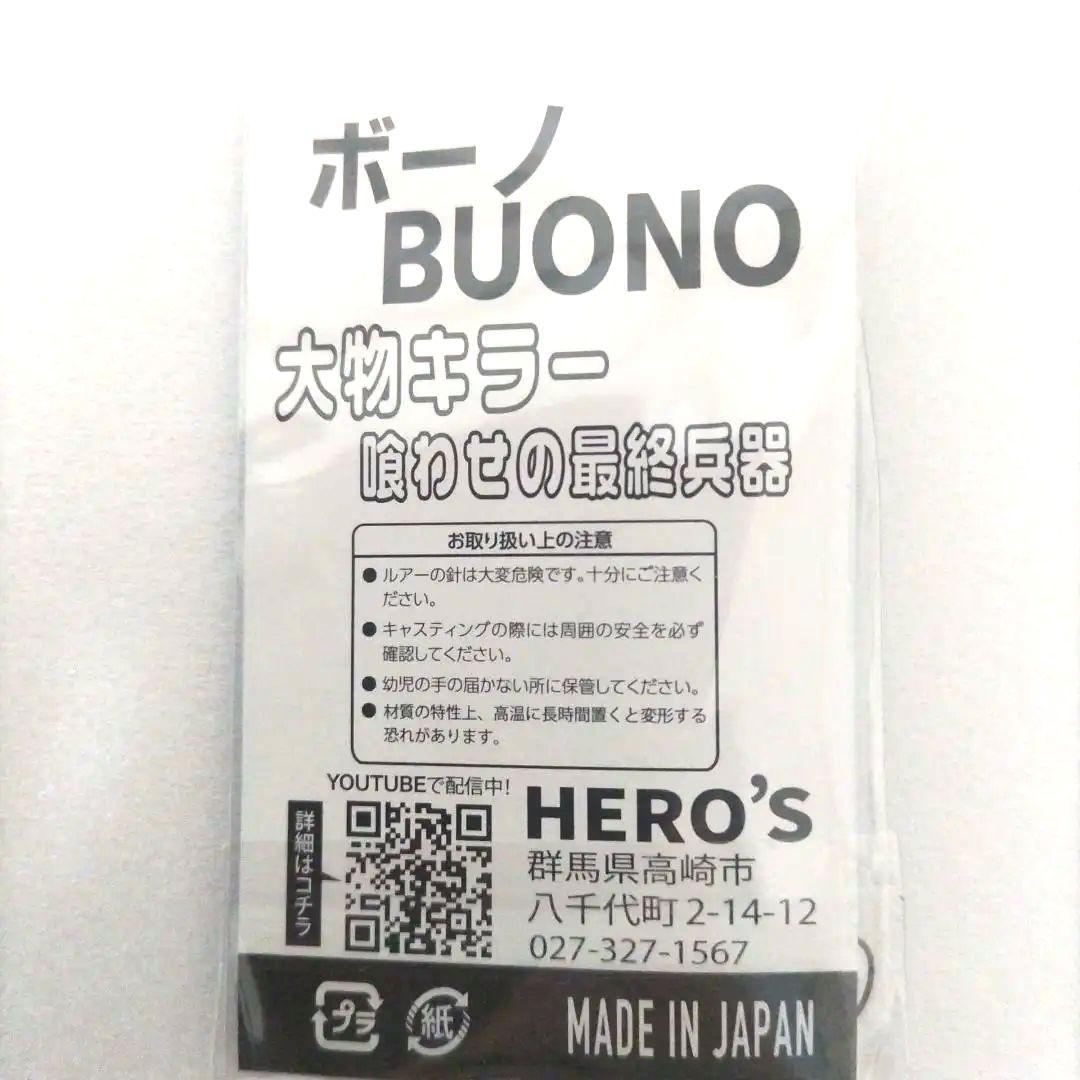 ボーノ
BUONO
大物キラー
喰わせの最終兵器
お取り扱い上の注意
●ルアーの針は大変危険です。十分にご注意く
ださい。
●キャスティングの際には周囲の安全を必ず
確認してください。
●幼児の手の届かない所に保管してください。
●材質の特性上、高温に長時間置くと変形する
恐れがあります。
YOUTUBEで配信中!
詳細はコチラ
HERO'S
群馬県高崎市
八千代町2-14-12
027-327-1567
プラ
紙
MADE IN JAPAN